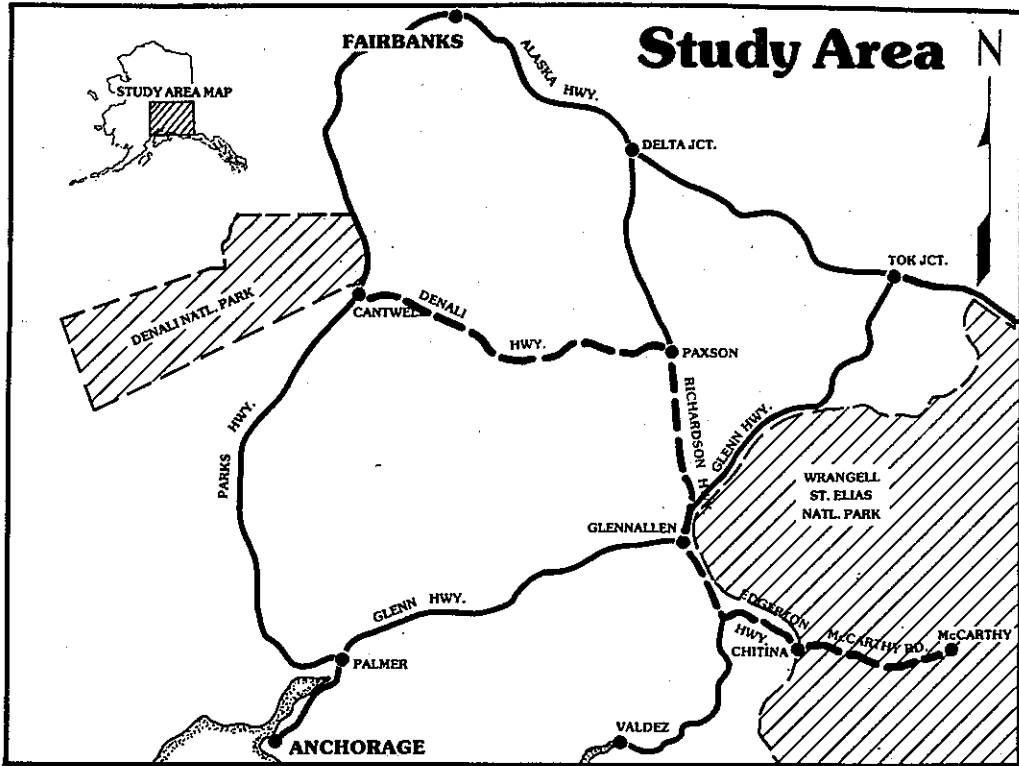 Study Area
N
FAIRBANKS
ALASKA HWY.
STUDY AREA MAP
DELTA JCT.
TOK JCT.
DENALI NATL. PARK
CANTWELL
DENALI HWY.
PAXSON
PARKS HWY.
RICHARDSON
GLENN HWY.
WRANGELL
ST. ELIAS
NATL. PARK
GLENNALLEN
GLENN HWY.
EDGERTON
HWY.
CHITINA
McCARTHY RD.
McCARTHY
PALMER
VALDEZ
ANCHORAGE